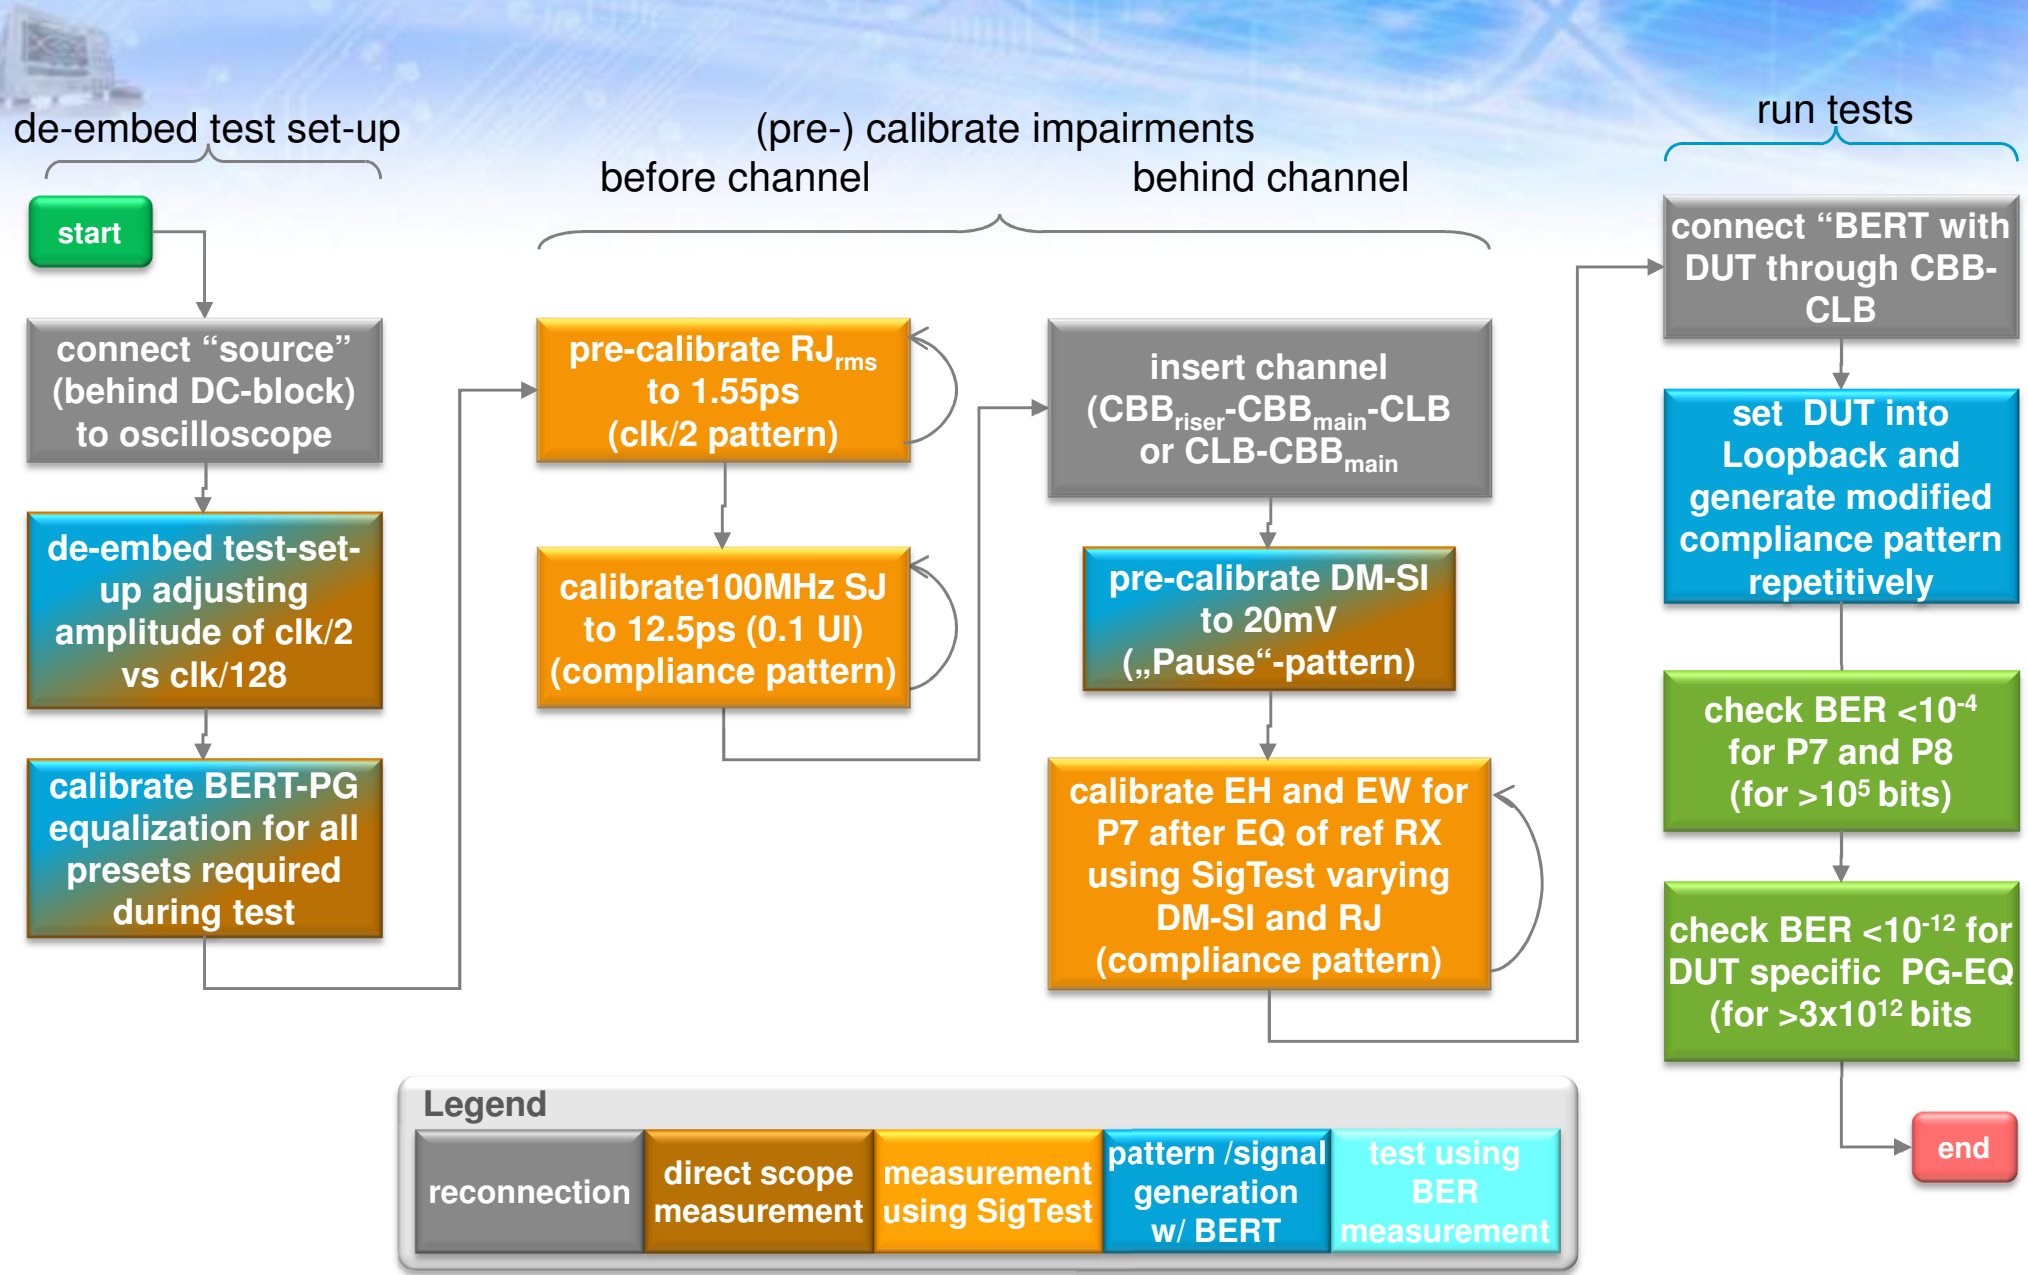 de-embed test set-up
start
connect “source”
(behind DC-block)
to oscilloscope
de-embed test-set-
up adjusting
amplitude of clk/2
vs clk/128
calibrate BERT-PG
equalization for all
presets required
during test
(pre-) calibrate impairments
before channel
behind channel
pre-calibrate RJrms
to 1.55ps
(clk/2 pattern)
calibrate100MHz SJ
to 12.5ps (0.1 UI)
(compliance pattern)
insert channel
(CBBriser-CBBmain-CLB
or CLB-CBBmain
pre-calibrate DM-SI
to 20mV
(„Pause“-pattern)
calibrate EH and EW for
P7 after EQ of ref RX
using SigTest varying
DM-SI and RJ
(compliance pattern)
run tests
connect “BERT with
DUT through CBB-
CLB
set DUT into
Loopback and
generate modified
compliance pattern
repetitively
check BER <10-4
for P7 and P8
(for >105 bits)
check BER <10-12 for
DUT specific PG-EQ
(for >3x1012 bits
end
Legend
reconnection
direct scope
measurement
measurement
using SigTest
pattern /signal
generation
w/ BERT
test using
BER
measurement